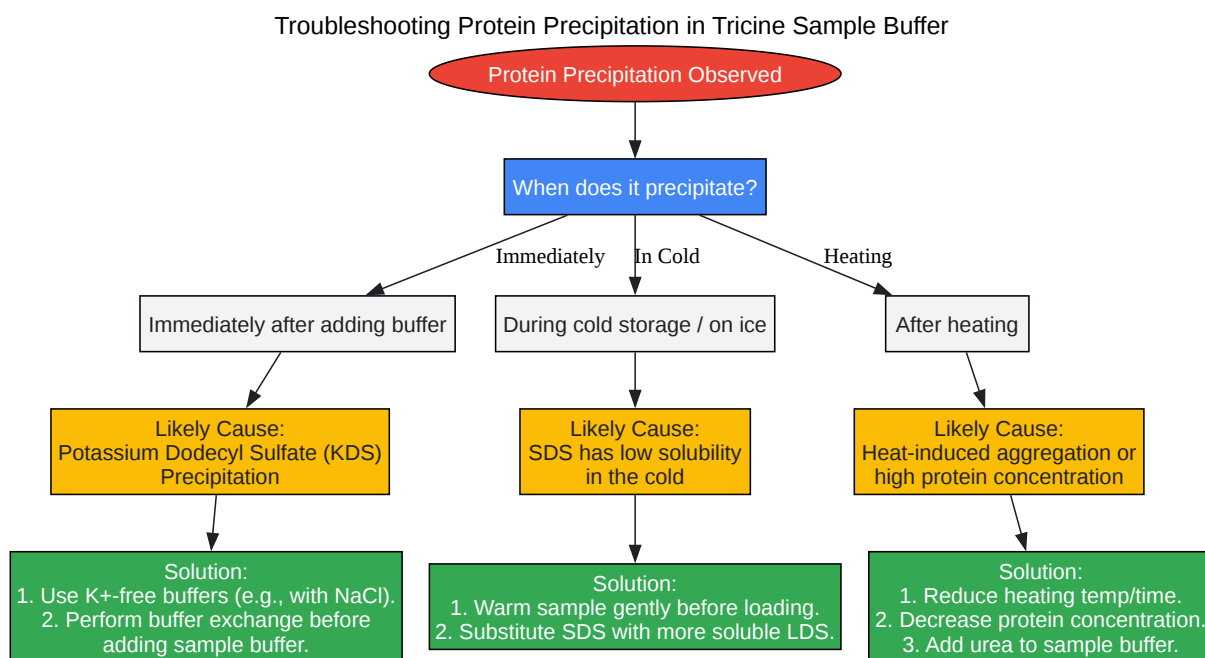 Troubleshooting Protein Precipitation in Tricine Sample Buffer
Protein Precipitation Observed
When does it precipitate?
Immediately
In Cold
Heating
Immediately after adding buffer
During cold storage / on ice
After heating
Likely Cause:
Potassium Dodecyl Sulfate (KDS)
Precipitation
Likely Cause:
SDS has low solubility
in the cold
Likely Cause:
Heat-induced aggregation or
high protein concentration
Solution:
1. Use K+-free buffers (e.g., with NaCl).
2. Perform buffer exchange before
adding sample buffer.
Solution:
1. Warm sample gently before loading.
2. Substitute SDS with more soluble LDS.
Solution:
1. Reduce heating temp/time.
2. Decrease protein concentration.
3. Add urea to sample buffer.